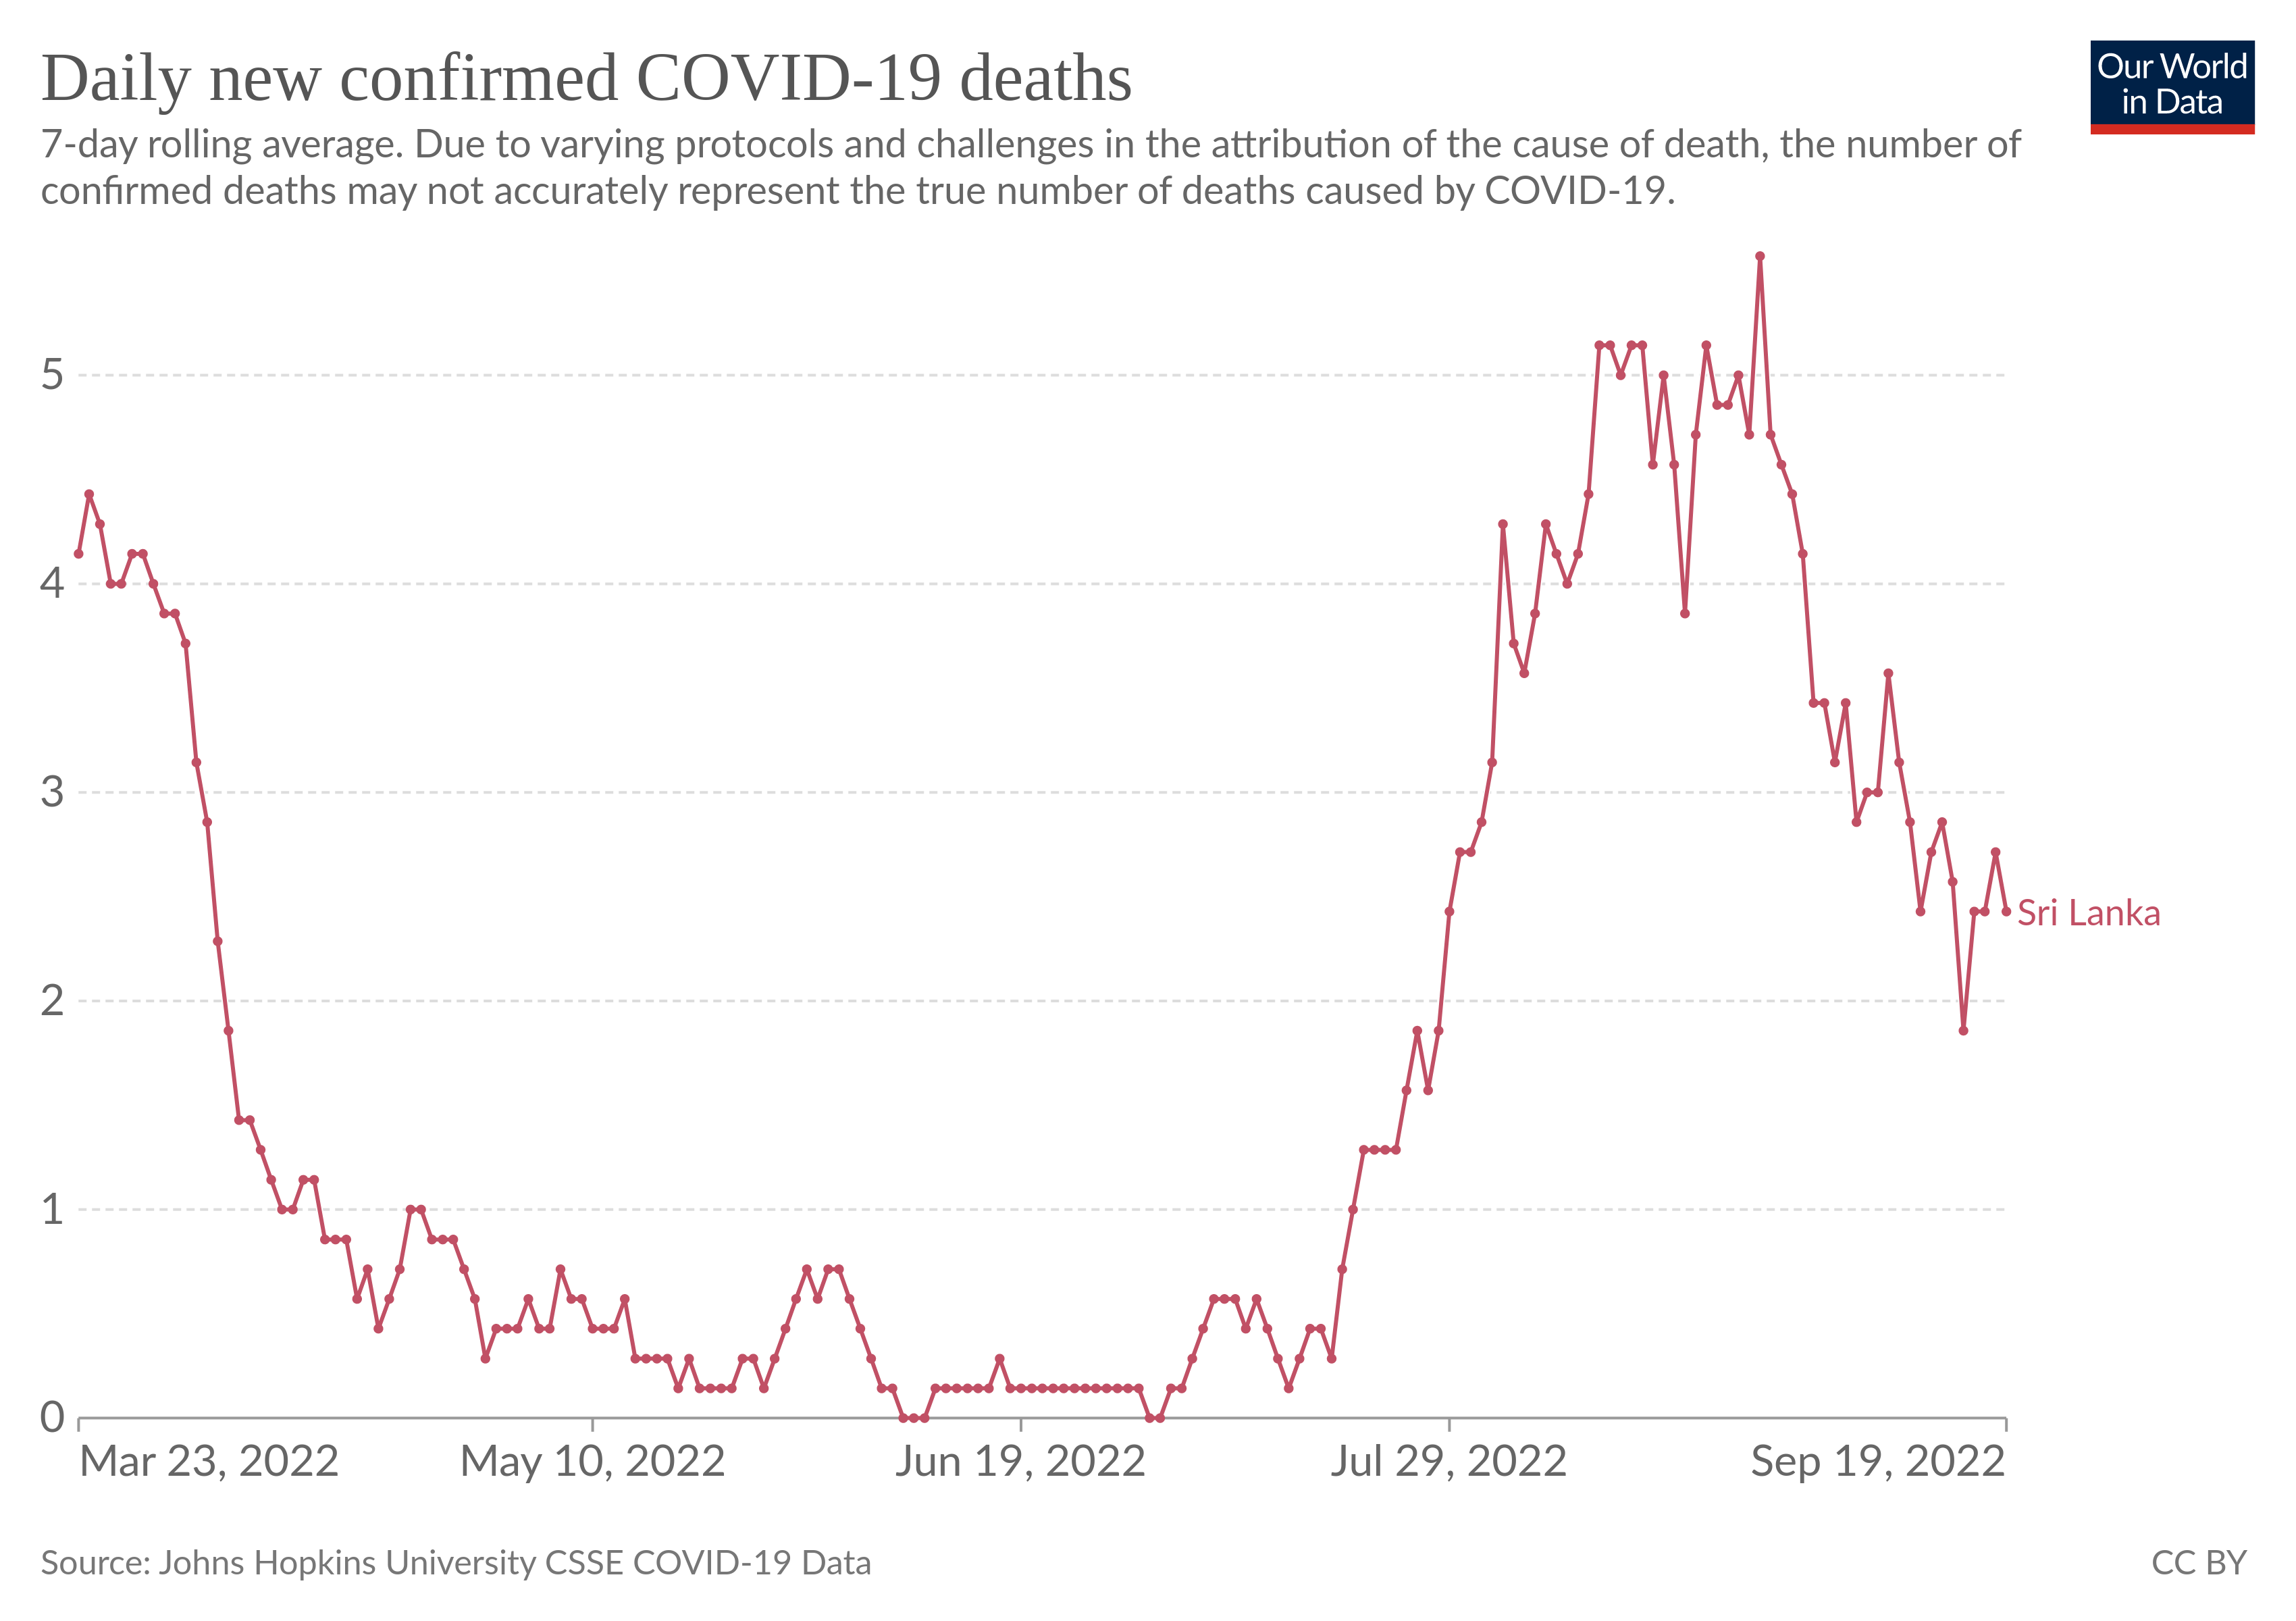 Daily new confirmed COVID-19 deaths
Our World
in Data
7-day rolling average. Due to varying protocols and challenges in the attribution of the cause of death, the number of
confirmed deaths may not accurately represent the true number of deaths caused by COVID-19.
5
4
3
2
1
0
Sri Lanka
Mar 23, 2022
May 10, 2022
Jun 19, 2022
Jul 29, 2022
Sep 19, 2022
Source: Johns Hopkins University CSSE COVID-19 Data
CC BY